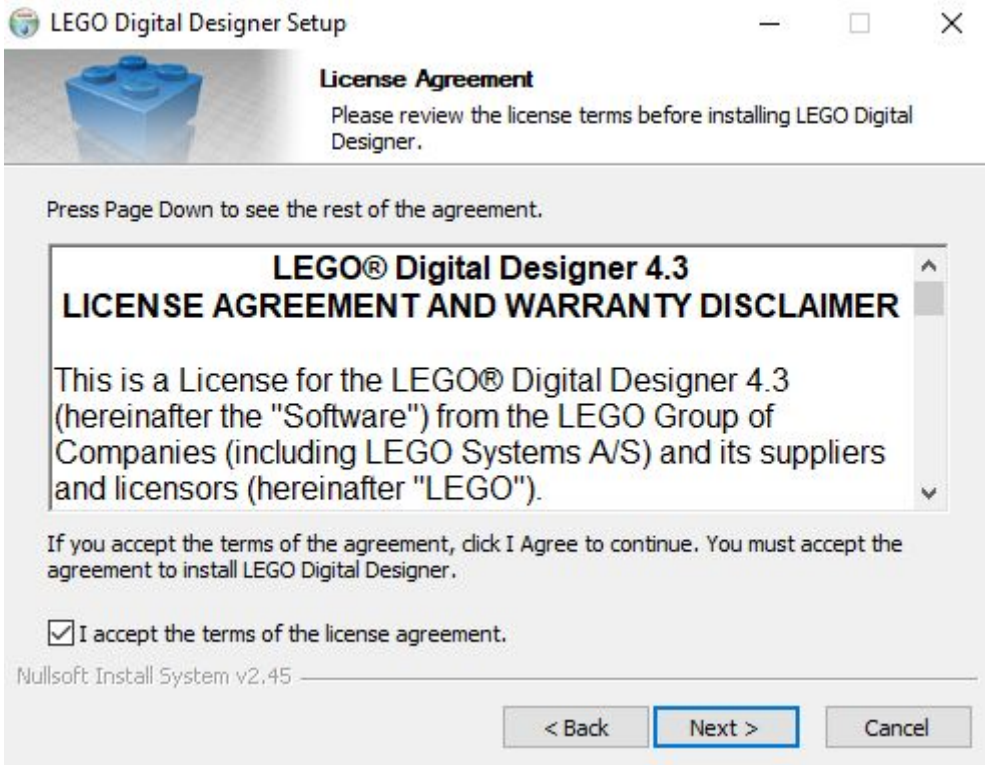 LEGO Digital Designer Setup
License Agreement
Please review the license terms before installing LEGO Digital
Designer.
Press Page Down to see the rest of the agreement.
LEGO® Digital Designer 4.3
LICENSE AGREEMENT AND WARRANTY DISCLAIMER
This is a License for the LEGO® Digital Designer 4.3
(hereinafter the "Software") from the LEGO Group of
Companies (including LEGO Systems A/S) and its suppliers
and licensors (hereinafter "LEGO").
If you accept the terms of the agreement, click I Agree to continue. You must accept the
agreement to install LEGO Digital Designer.
I accept the terms of the license agreement.
Nullsoft Install System v2.45
< Back Next > Cancel